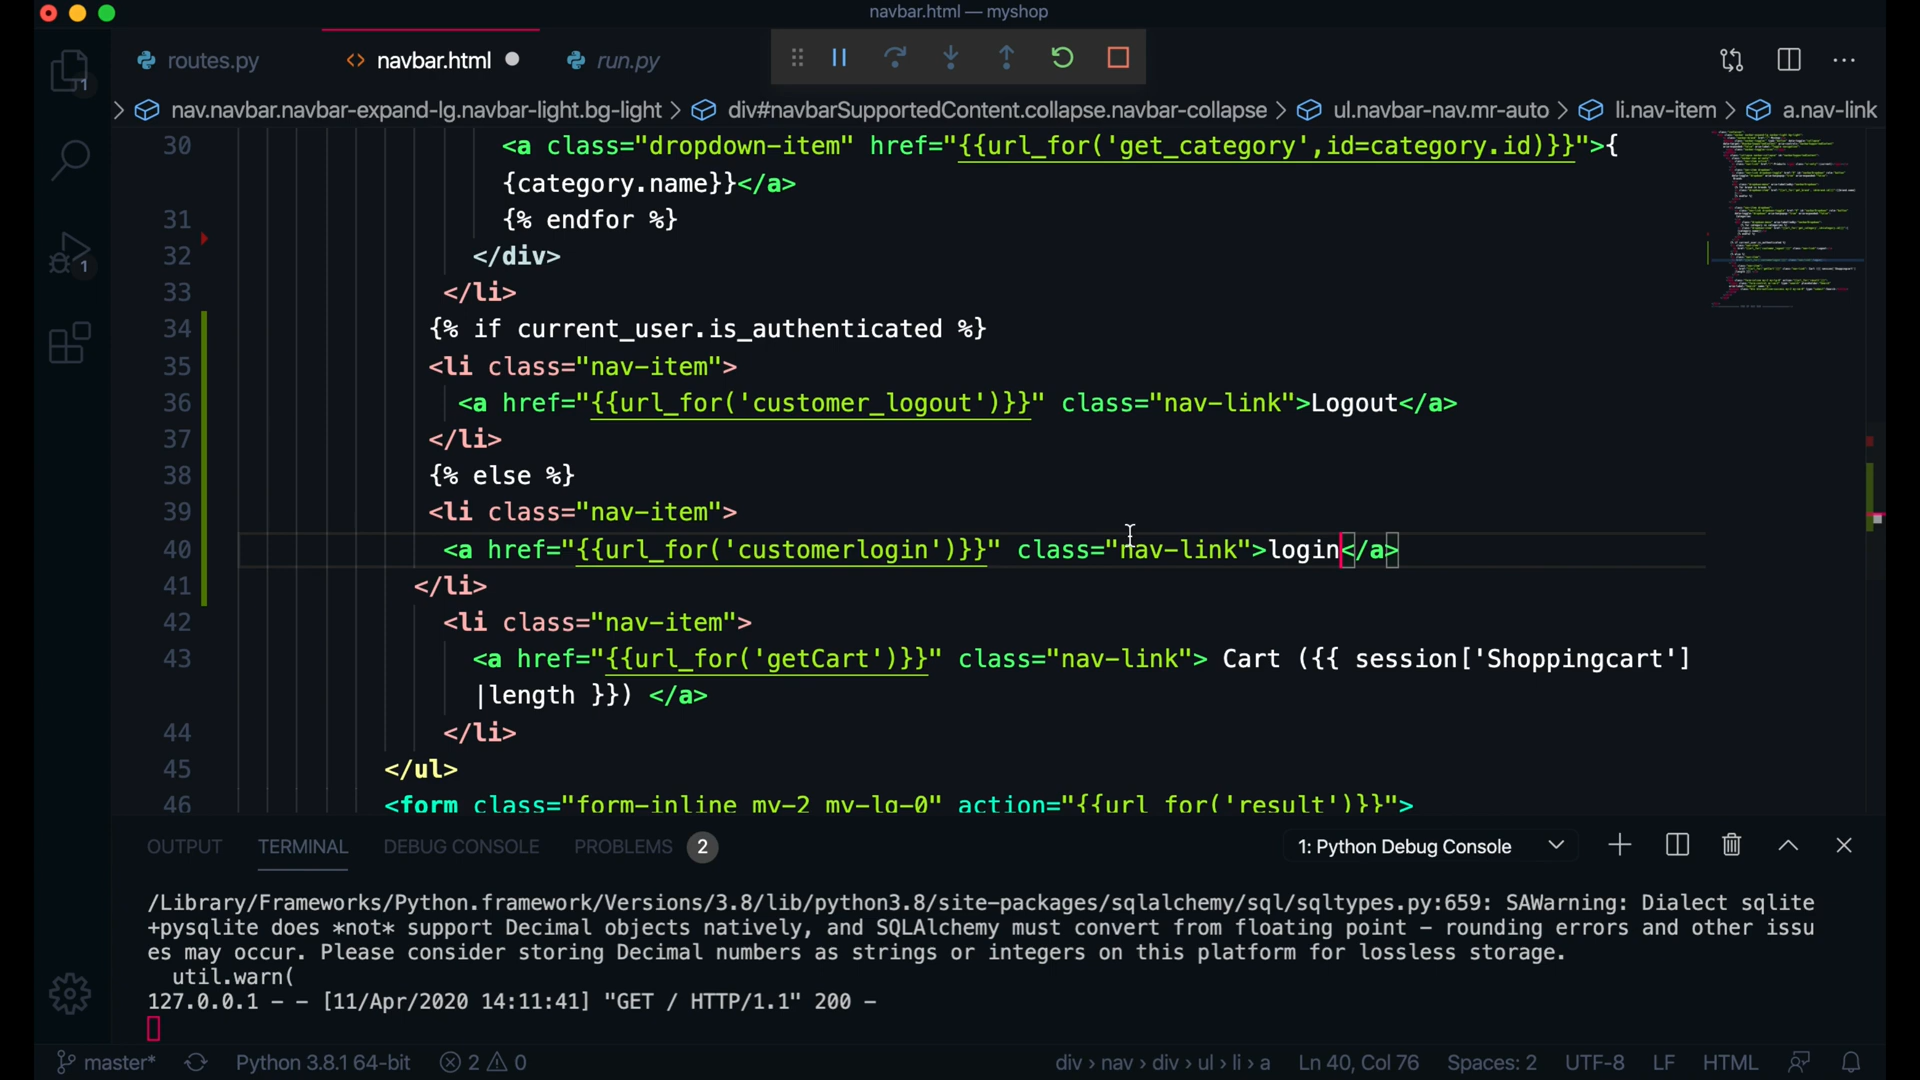 navbar.html — myshop
routes.py
<> navbar.html
run.py
nav.navbar.navbar-expand-lg.navbar-light.bg-light > div#navbarSupportedContent.collapse.navbar-collapse > ul.navbar-nav.mr-auto > li.nav-item > a.nav-link
30 <a class="dropdown-item" href="{{url_for('get_category',id=category.id)}}">{
{category.name}}</a>
31 {% endfor %}
32 </div>
33 </li>
34 {% if current_user.is_authenticated %}
35 <li class="nav-item">
36 <a href="{{url_for('customer_logout')}}" class="nav-link">Logout</a>
37 </li>
38 {% else %}
39 <li class="nav-item">
40 <a href="{{url_for('customerlogin')}}" class="nav-link">login</a>
41 </li>
42 <li class="nav-item">
43 <a href="{{url_for('getCart')}}" class="nav-link"> Cart ({{ session['Shoppingcart']
|length }}) </a>
44 </li>
45 </ul>
46 <form class="form-inline my-2 my-lg-0" action="{{url_for('result')}}">
OUTPUT TERMINAL DEBUG CONSOLE PROBLEMS 2 1: Python Debug Console
/Library/Frameworks/Python.framework/Versions/3.8/lib/python3.8/site-packages/sqlalchemy/sql/sqltypes.py:659: SAWarning: Dialect sqlite
+pysqlite does *not* support Decimal objects natively, and SQLAlchemy must convert from floating point - rounding errors and other issu
es may occur. Please consider storing Decimal numbers as strings or integers on this platform for lossless storage.
util.warn(
127.0.0.1 - - [11/Apr/2020 14:11:41] "GET / HTTP/1.1" 200 -
master* Python 3.8.1 64-bit 2 0 div > nav > div > ul > li > a Ln 40, Col 76 Spaces: 2 UTF-8 LF HTML
1
1